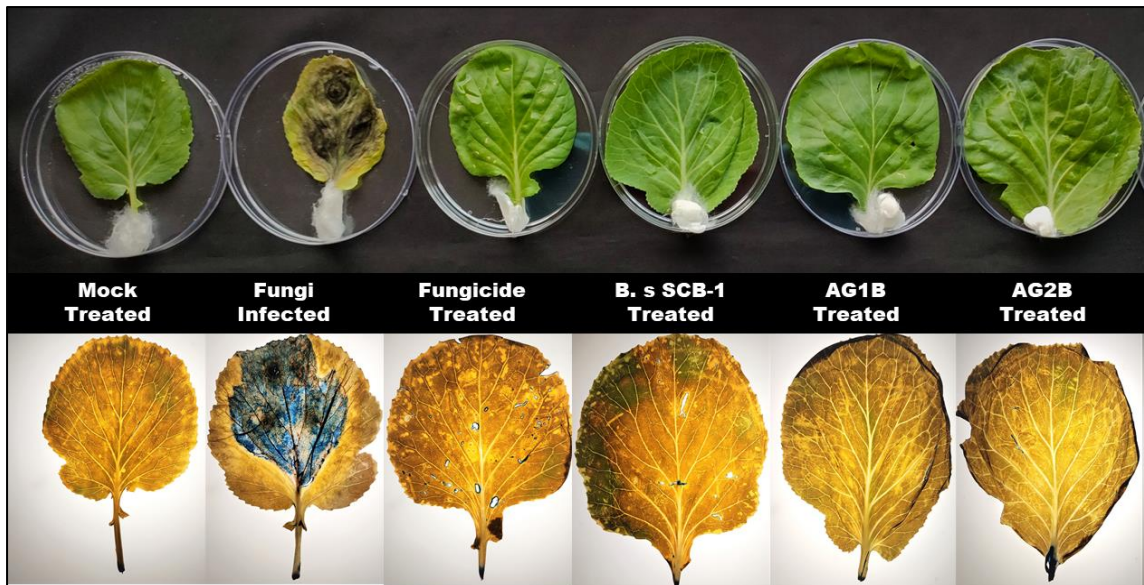 Mock
Treated
Fungi
Infected
Fungicide
Treated
B. s SCB-1
Treated
AG1B
Treated
AG2B
Treated